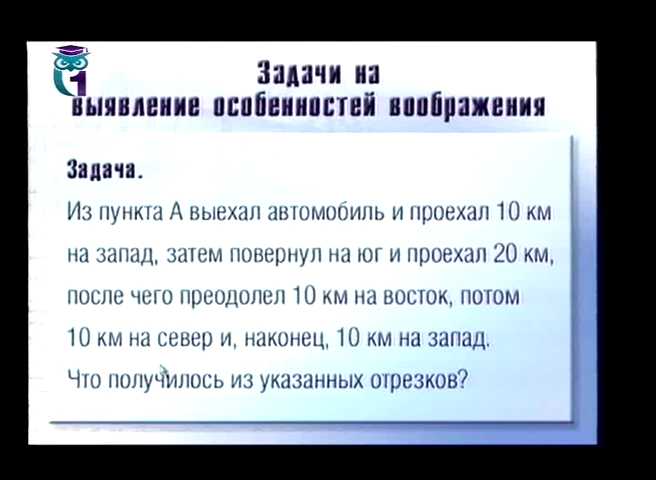 Задачи на
выявление особенностей воображения
Задача.
Из пункта А выехал автомобиль и проехал 10 км
на запад, затем повернул на юг и проехал 20 км,
после чего преодолел 10 км на восток, потом
10 км на север и, наконец, 10 км на запад.
Что получилось из указанных отрезков?
1